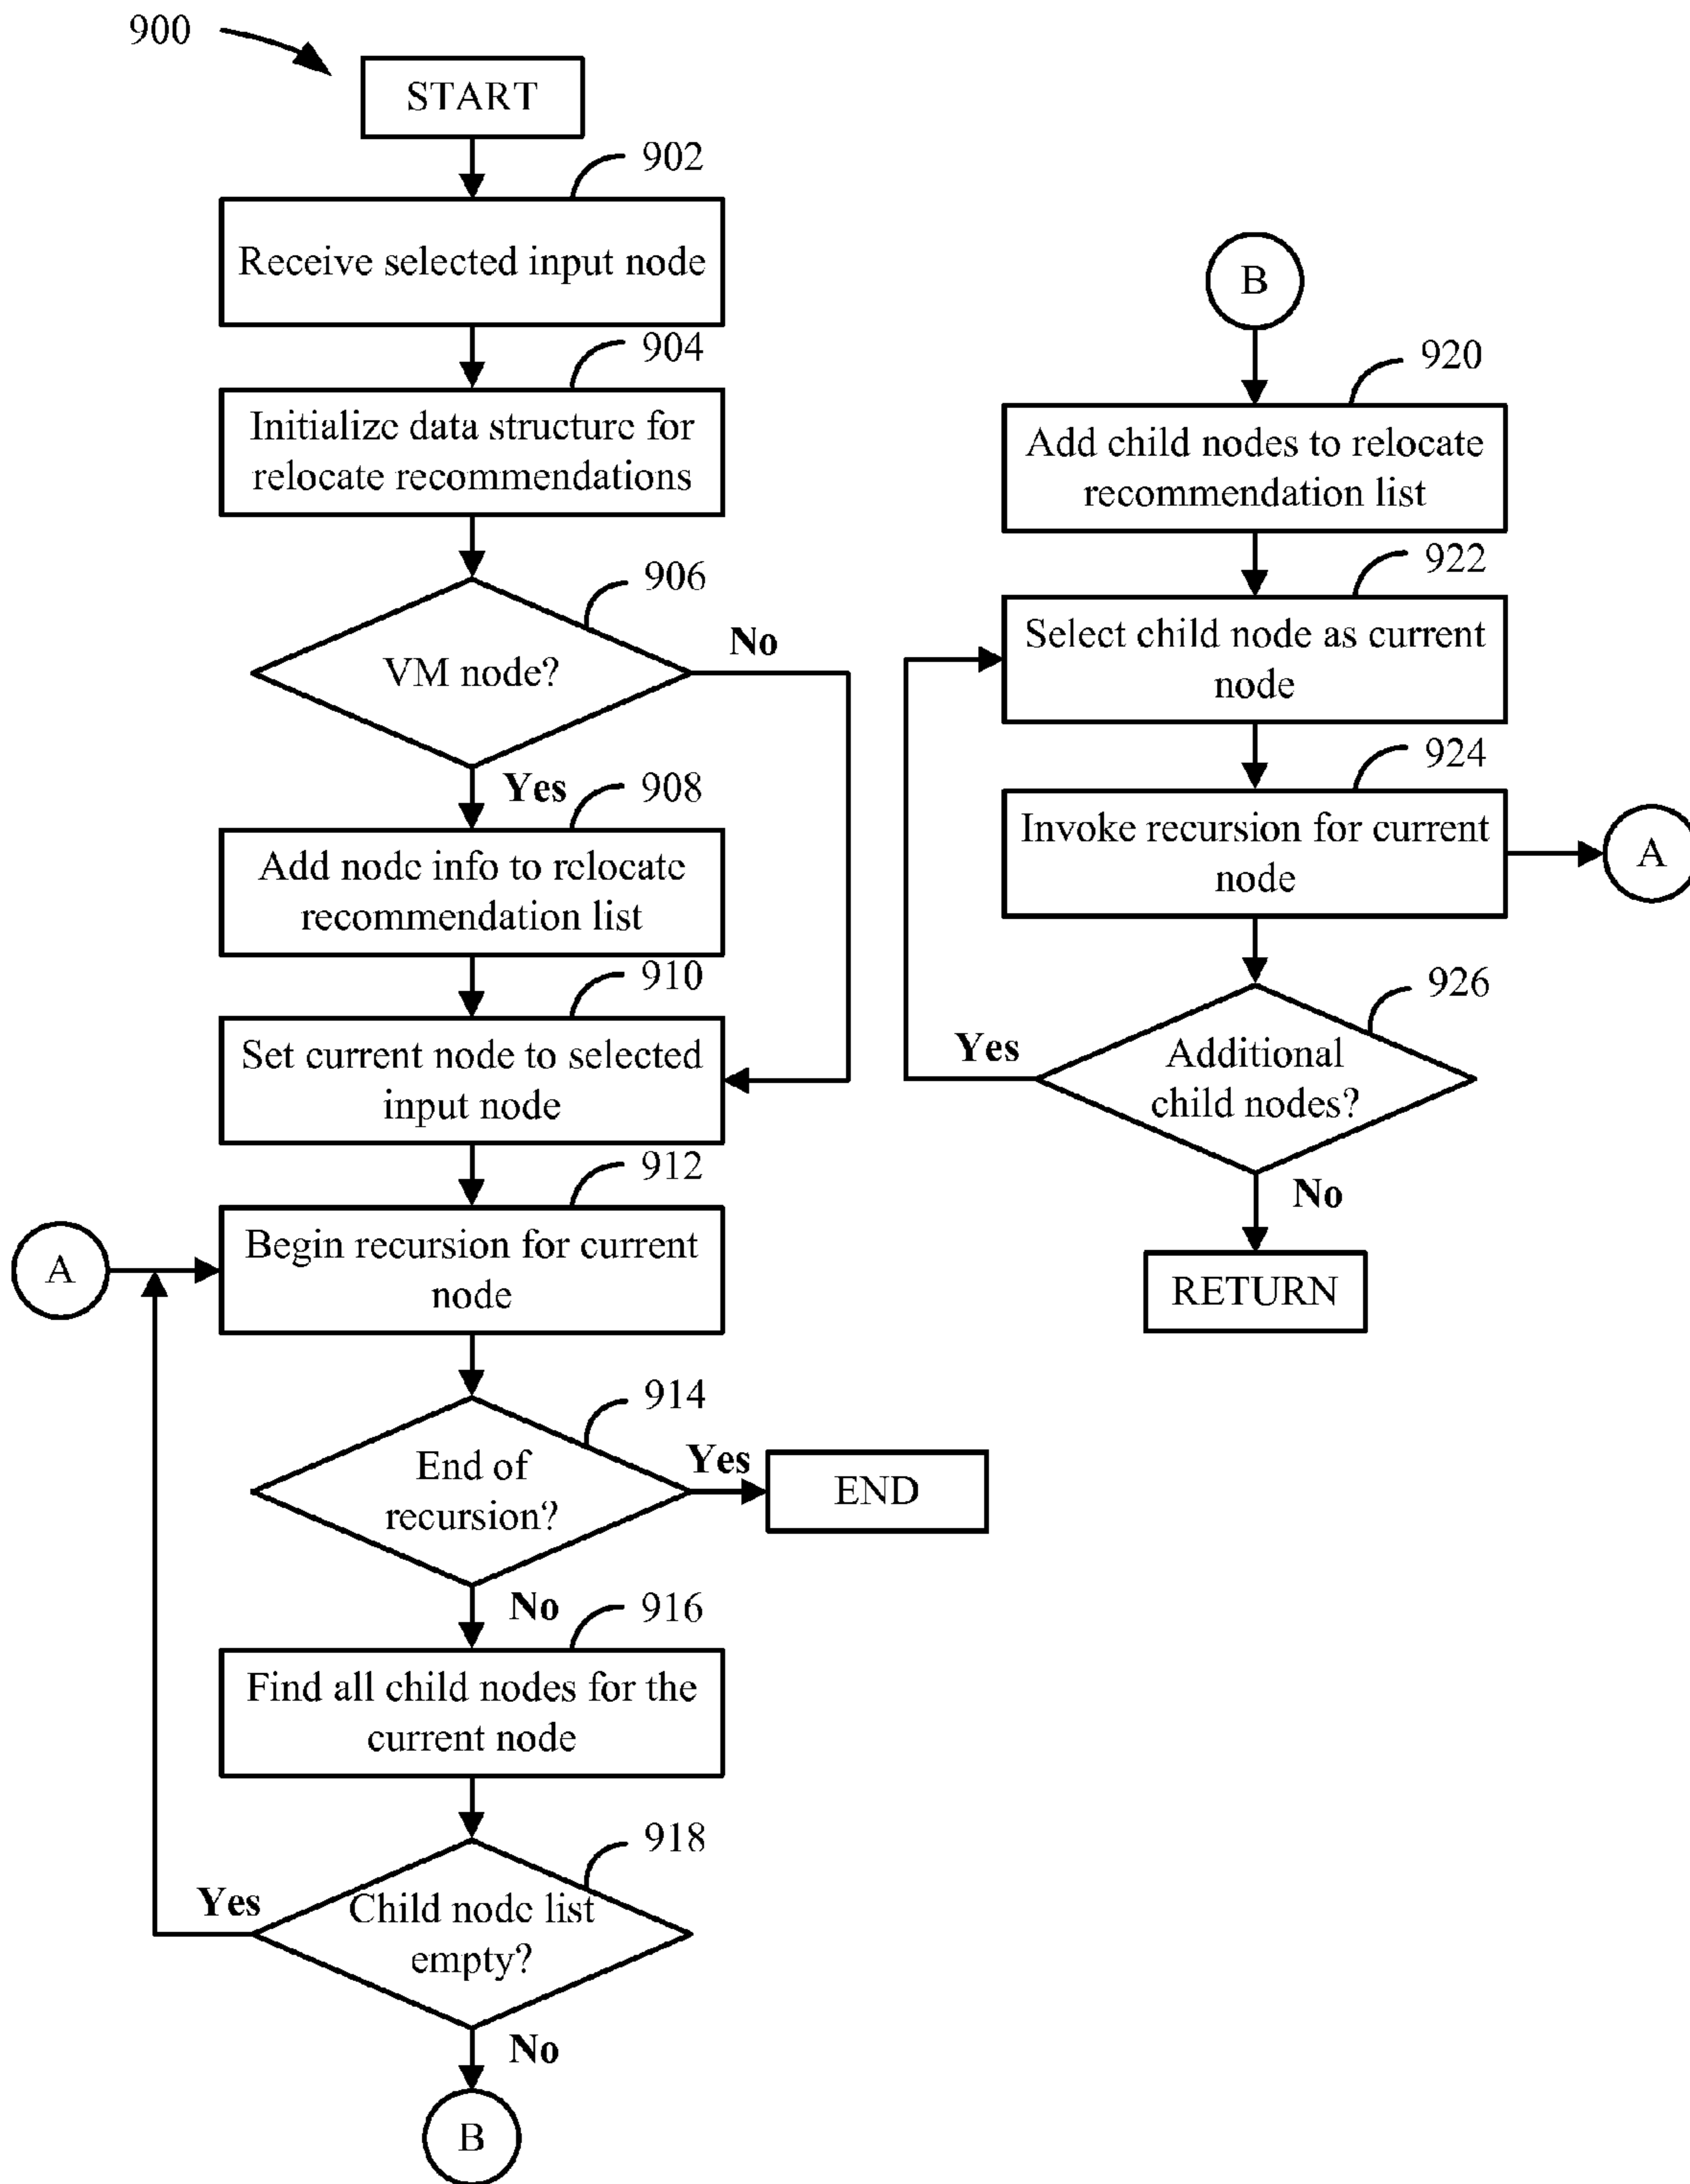 900
START
902
Receive selected input node
904
Initialize data structure for
relocate recommendations
906
VM node?
No
Yes
908
Add node info to relocate
recommendation list
910
Set current node to selected
input node
912
A
Begin recursion for current
node
914
End of
recursion?
Yes
END
No
916
Find all child nodes for the
current node
918
Child node list
empty?
Yes
No
B
B
920
Add child nodes to relocate
recommendation list
922
Select child node as current
node
924
Invoke recursion for current
node
A
926
Additional
child nodes?
Yes
No
RETURN